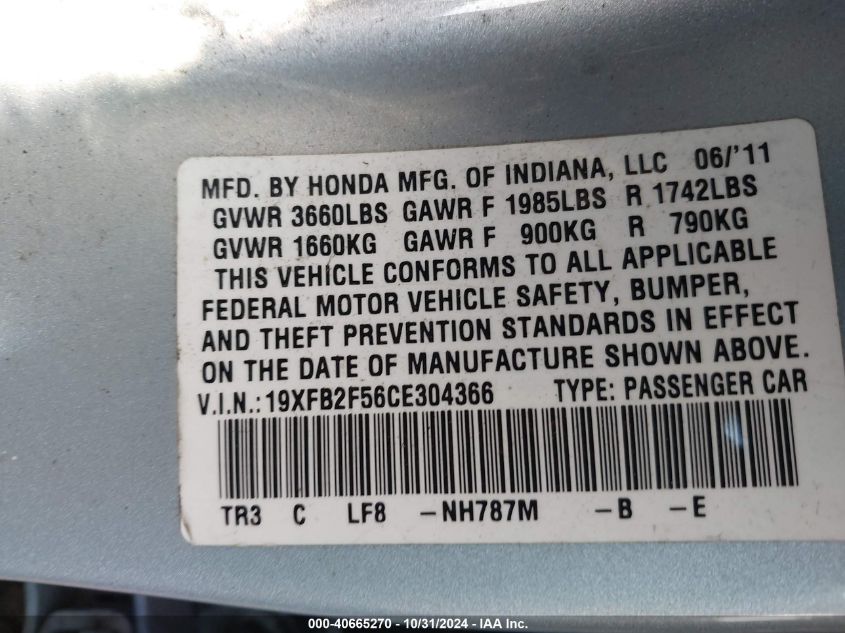 MFD. BY HONDA MFG. OF INDIANA, LLC 06/'11
GVWR 3660LBS GAWR F 1985LBS R 1742LBS
GVWR 1660KG GAWR F 900KG R 790KG
THIS VEHICLE CONFORMS TO ALL APPLICABLE
FEDERAL MOTOR VEHICLE SAFETY, BUMPER,
AND THEFT PREVENTION STANDARDS IN EFFECT
ON THE DATE OF MANUFACTURE SHOWN ABOVE.
V.I.N.: 19XFB2F56CE304366 TYPE: PASSENGER CAR
TR3 C LF8 -NH787M -B -E
000-40665270 - 10/31/2024 - IAA Inc.